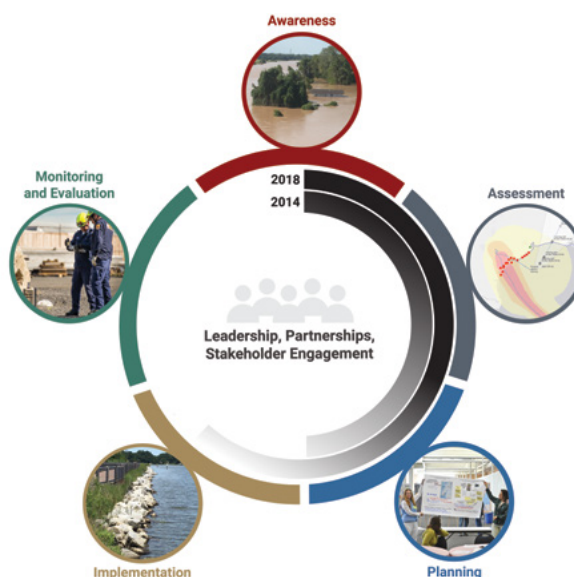 Awareness
Monitoring
and Evaluation
2018
2014
Assessment
Leadership, Partnerships,
Stakeholder Engagement
Implementation
Planning